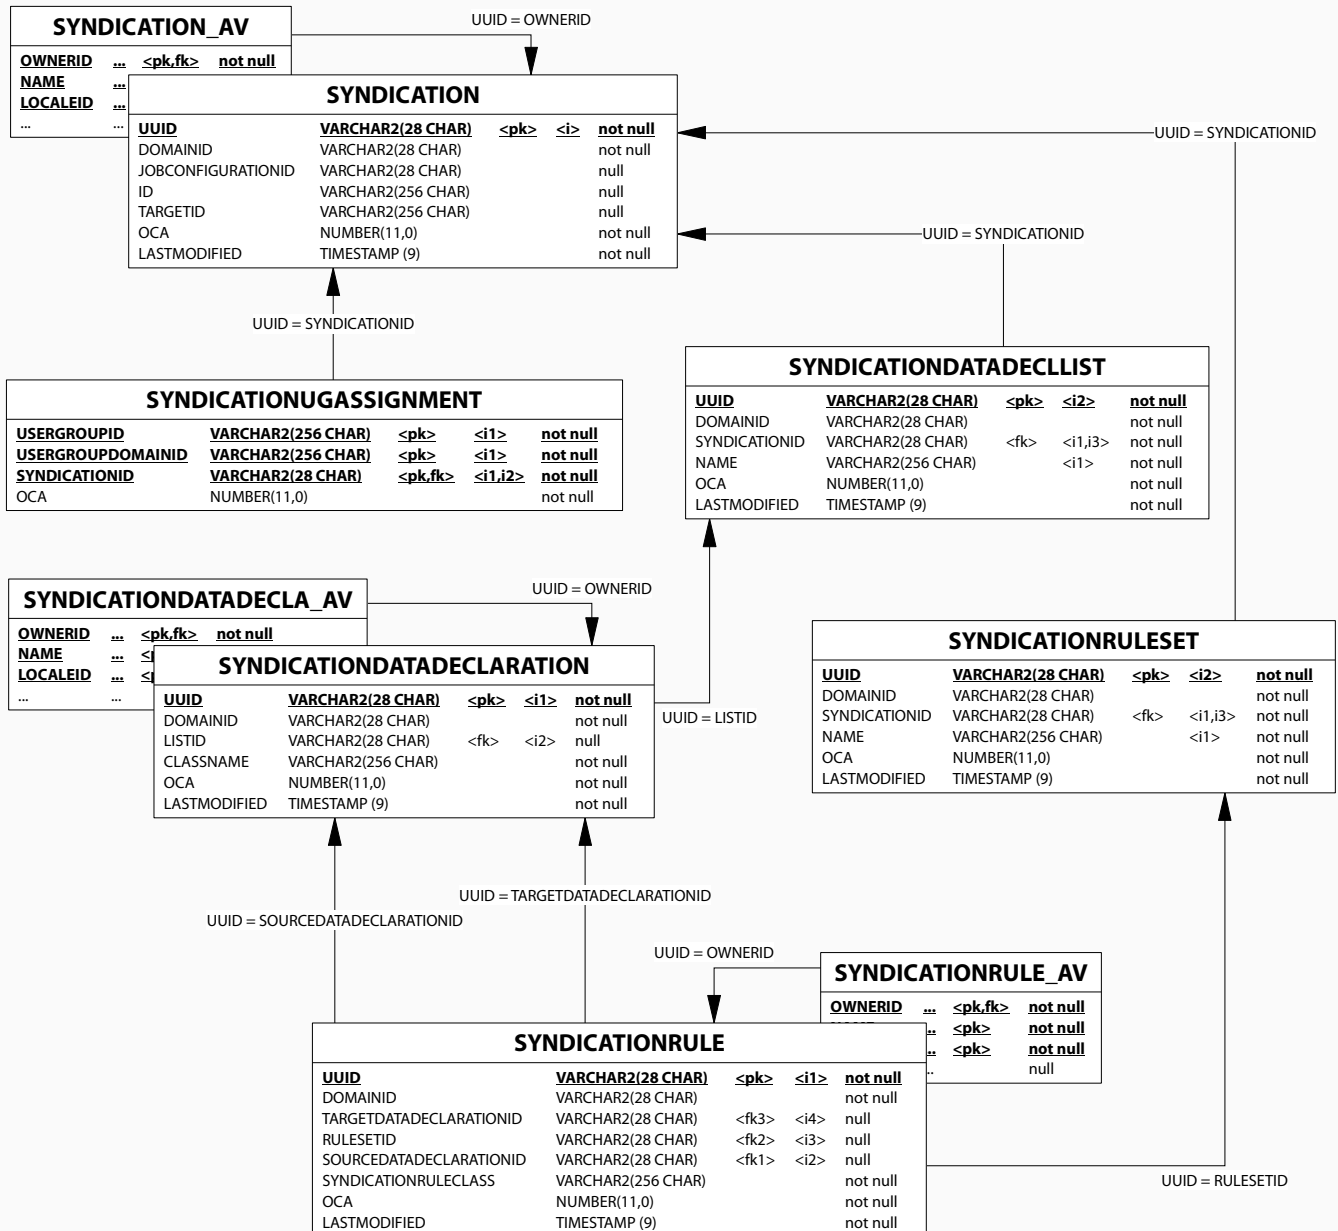 SYNDICATION_AV
UUID = OWNERID
OWNERID ... <pk,fk> not null
NAME ...
LOCALEID ...
... ...
SYNDICATION
UUID VARCHAR2(28 CHAR) <pk> <i> not null
DOMAINID VARCHAR2(28 CHAR) not null
JOBCONFIGURATIONID VARCHAR2(28 CHAR) null
ID VARCHAR2(256 CHAR) null
TARGETID VARCHAR2(256 CHAR) null
OCA NUMBER(11,0) not null
LASTMODIFIED TIMESTAMP (9) not null
UUID = SYNDICATIONID
UUID = SYNDICATIONID
UUID = SYNDICATIONID
SYNDICATIONUGASSIGNMENT
USERGROUPID VARCHAR2(256 CHAR) <pk> <i1> not null
USERGROUPDOMAINID VARCHAR2(256 CHAR) <pk> <i1> not null
SYNDICATIONID VARCHAR2(28 CHAR) <pk,fk> <i1,i2> not null
OCA NUMBER(11,0) not null
SYNDICATIONDATADECLLIST
UUID VARCHAR2(28 CHAR) <pk> <i2> not null
DOMAINID VARCHAR2(28 CHAR) not null
SYNDICATIONID VARCHAR2(28 CHAR) <fk> <i1,i3> not null
NAME VARCHAR2(256 CHAR) <i1> not null
OCA NUMBER(11,0) not null
LASTMODIFIED TIMESTAMP (9) not null
SYNDICATIONDATADECLA_AV
UUID = OWNERID
OWNERID ... <pk,fk> not null
NAME ...
LOCALEID ...
... ...
SYNDICATIONDATADECLARATION
UUID VARCHAR2(28 CHAR) <pk> <i1> not null
DOMAINID VARCHAR2(28 CHAR) not null
LISTID VARCHAR2(28 CHAR) <fk> <i2> null
CLASSNAME VARCHAR2(256 CHAR) not null
OCA NUMBER(11,0) not null
LASTMODIFIED TIMESTAMP (9) not null
UUID = LISTID
SYNDICATIONRULESET
UUID VARCHAR2(28 CHAR) <pk> <i2> not null
DOMAINID VARCHAR2(28 CHAR) not null
SYNDICATIONID VARCHAR2(28 CHAR) <fk> <i1,i3> not null
NAME VARCHAR2(256 CHAR) <i1> not null
OCA NUMBER(11,0) not null
LASTMODIFIED TIMESTAMP (9) not null
UUID = TARGETDATADECLARATIONID
UUID = SOURCEDATADECLARATIONID
UUID = OWNERID
SYNDICATIONRULE_AV
OWNERID ... <pk,fk> not null
.. <pk> not null
.. <pk> not null
.. null
SYNDICATIONRULE
UUID VARCHAR2(28 CHAR) <pk> <i1> not null
DOMAINID VARCHAR2(28 CHAR) not null
TARGETDATADECLARATIONID VARCHAR2(28 CHAR) <fk3> <i4> null
RULESETID VARCHAR2(28 CHAR) <fk2> <i3> null
SOURCEDATADECLARATIONID VARCHAR2(28 CHAR) <fk1> <i2> null
SYNDICATIONRULECLASS VARCHAR2(256 CHAR) not null
OCA NUMBER(11,0) not null
LASTMODIFIED TIMESTAMP (9) not null
UUID = RULESETID